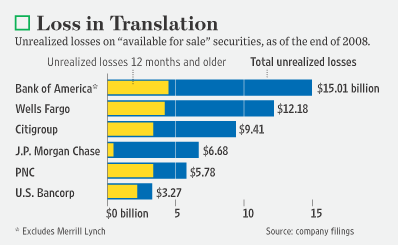 Loss in Translation
Unrealized losses on “available for sale” securities, as of the end of 2008.
Unrealized losses 12 months and older Total unrealized losses
Bank of America* $15.01 billion
Wells Fargo $12.18
Citigroup $9.41
J.P. Morgan Chase $6.68
PNC $5.78
U.S. Bancorp $3.27
$0 billion 5 10 15
* Excludes Merrill Lynch Source: company filings